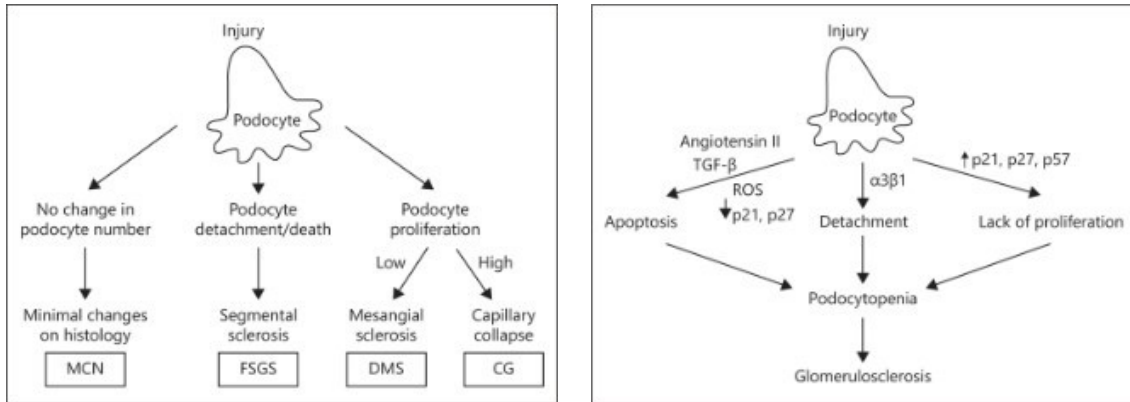 Injury
Podocyte
No change in
podocyte number
Podocyte
detachment/death
Podocyte
proliferation
Low
High
Minimal changes
on histology
Segmental
sclerosis
Mesangial
sclerosis
Capillary
collapse
MCN
FSGS
DMS
CG
Injury
Podocyte
Angiotensin II
TGF-β
ROS
p21, p27
α3β1
p21, p27, p57
Apoptosis
Detachment
Lack of proliferation
Podocytopenia
Glomerulosclerosis